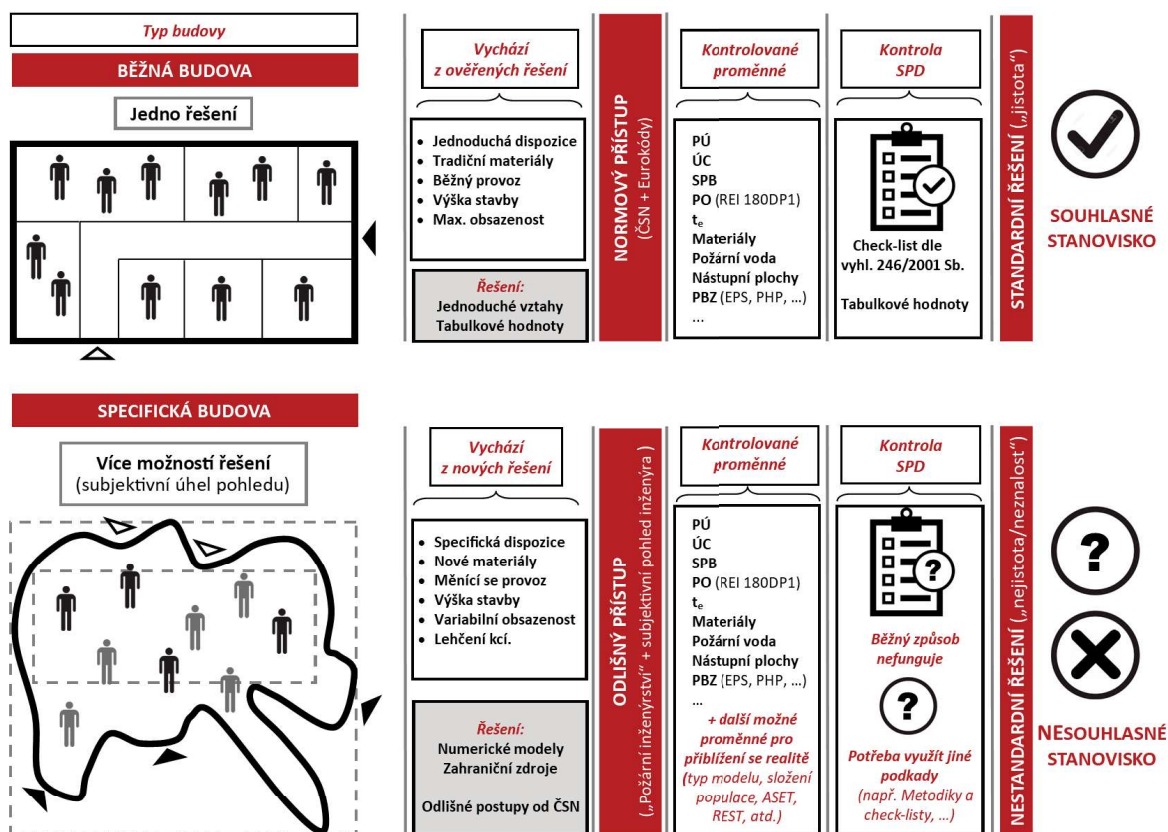 Typ budovy
BĚŽNÁ BUDOVA
Jedno řešení
Vychází
z ověřených řešení
• Jednoduchá dispozice
• Tradiční materiály
• Běžný provoz
• Výška stavby
• Max. obsazenost
Řešení:
Jednoduché vztahy
Tabulkové hodnoty
NORMOVÝ PŘÍSTUP
(ČSN + Eurokódy)
Kontrolované
proměnné
PÚ
ÚC
SPB
PO (REI 180DP1)
te
Materiály
Požární voda
Nástupní plochy
PBZ (EPS, PHP, ...)
...
Kontrola
SPD
Check-list dle
vyhl. 246/2001 Sb.
Tabulkové hodnoty
STANDARDNÍ ŘEŠENÍ („jistota“)
SOUHLASNÉ
STANOVISKO
SPECIFICKÁ BUDOVA
Více možností řešení
(subjektivní úhel pohledu)
Vychází
z nových řešení
• Specifická dispozice
• Nové materiály
• Měnící se provoz
• Výška stavby
• Variabilní obsazenost
• Lehčení kcí.
Řešení:
Numerické modely
Zahraniční zdroje
Odlišné postupy od ČSN
ODLIŠNÝ PŘÍSTUP
(„Požární inženýrství“ + subjektivní pohled inženýra )
Kontrolované
proměnné
PÚ
ÚC
SPB
PO (REI 180DP1)
te
Materiály
Požární voda
Nástupní plochy
PBZ (EPS, PHP, ...)
...
+ další možné
proměnné pro
přiblížení se realitě
(typ modelu, složení
populace, ASET,
REST, atd.)
Kontrola
SPD
?
Běžný způsob
nefunguje
?
Potřeba využít jiné
podkady
(např. Metodiky a
check-listy, ...)
NESTANDARDNÍ ŘEŠENÍ („nejistota/neznalost“)
?
NEsouhlasné
STANOVISKO